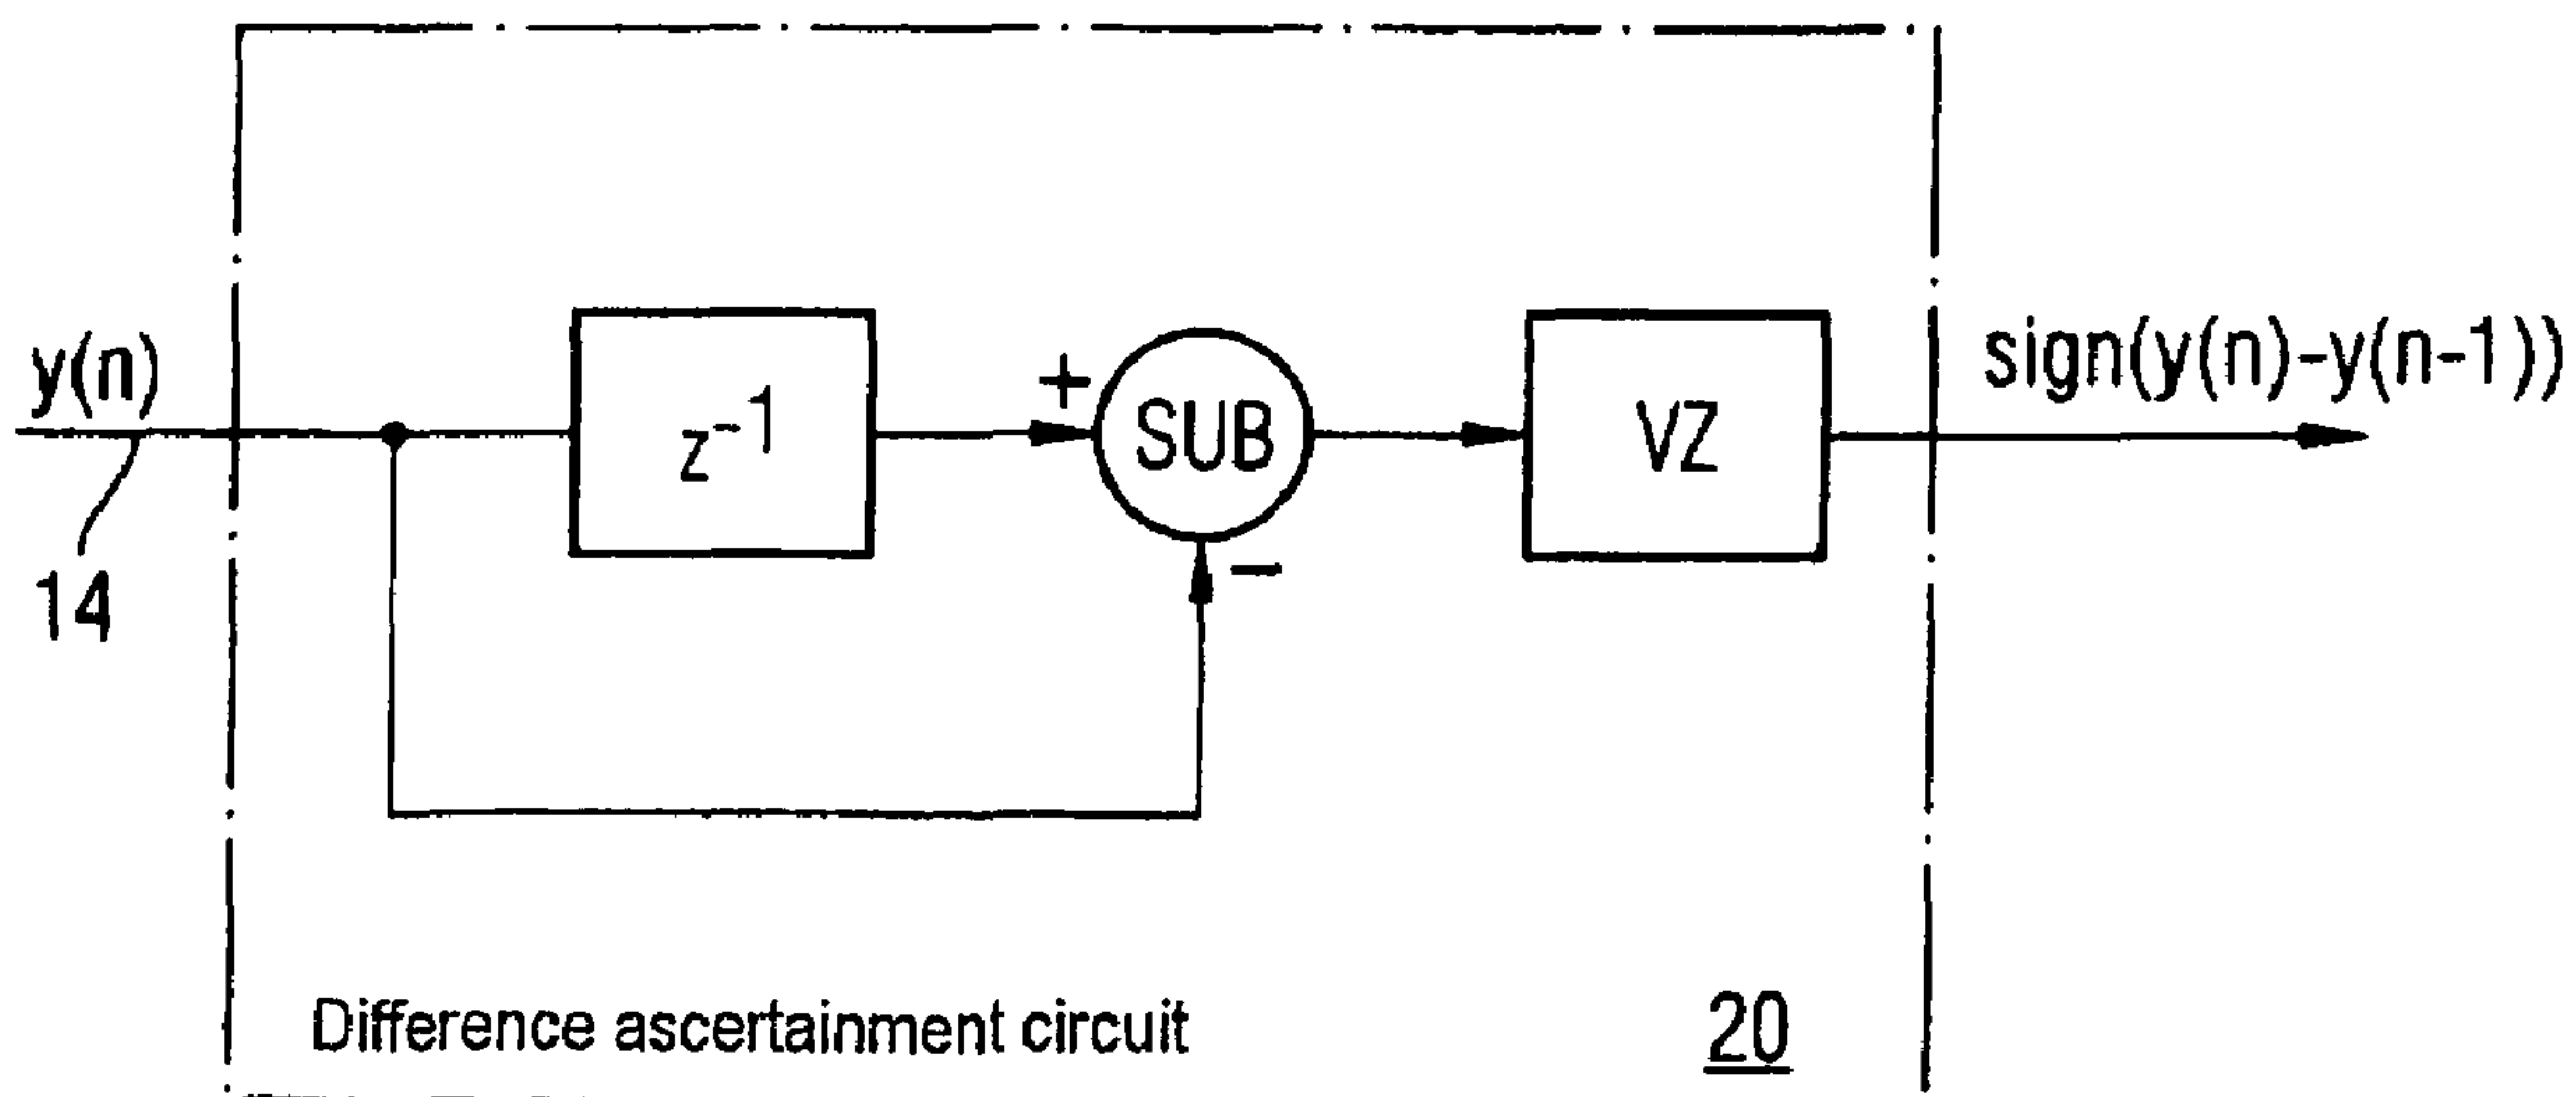 y(n)
14
z⁻¹
+
SUB
−
VZ
sign(y(n)-y(n-1))
Difference ascertainment circuit
20